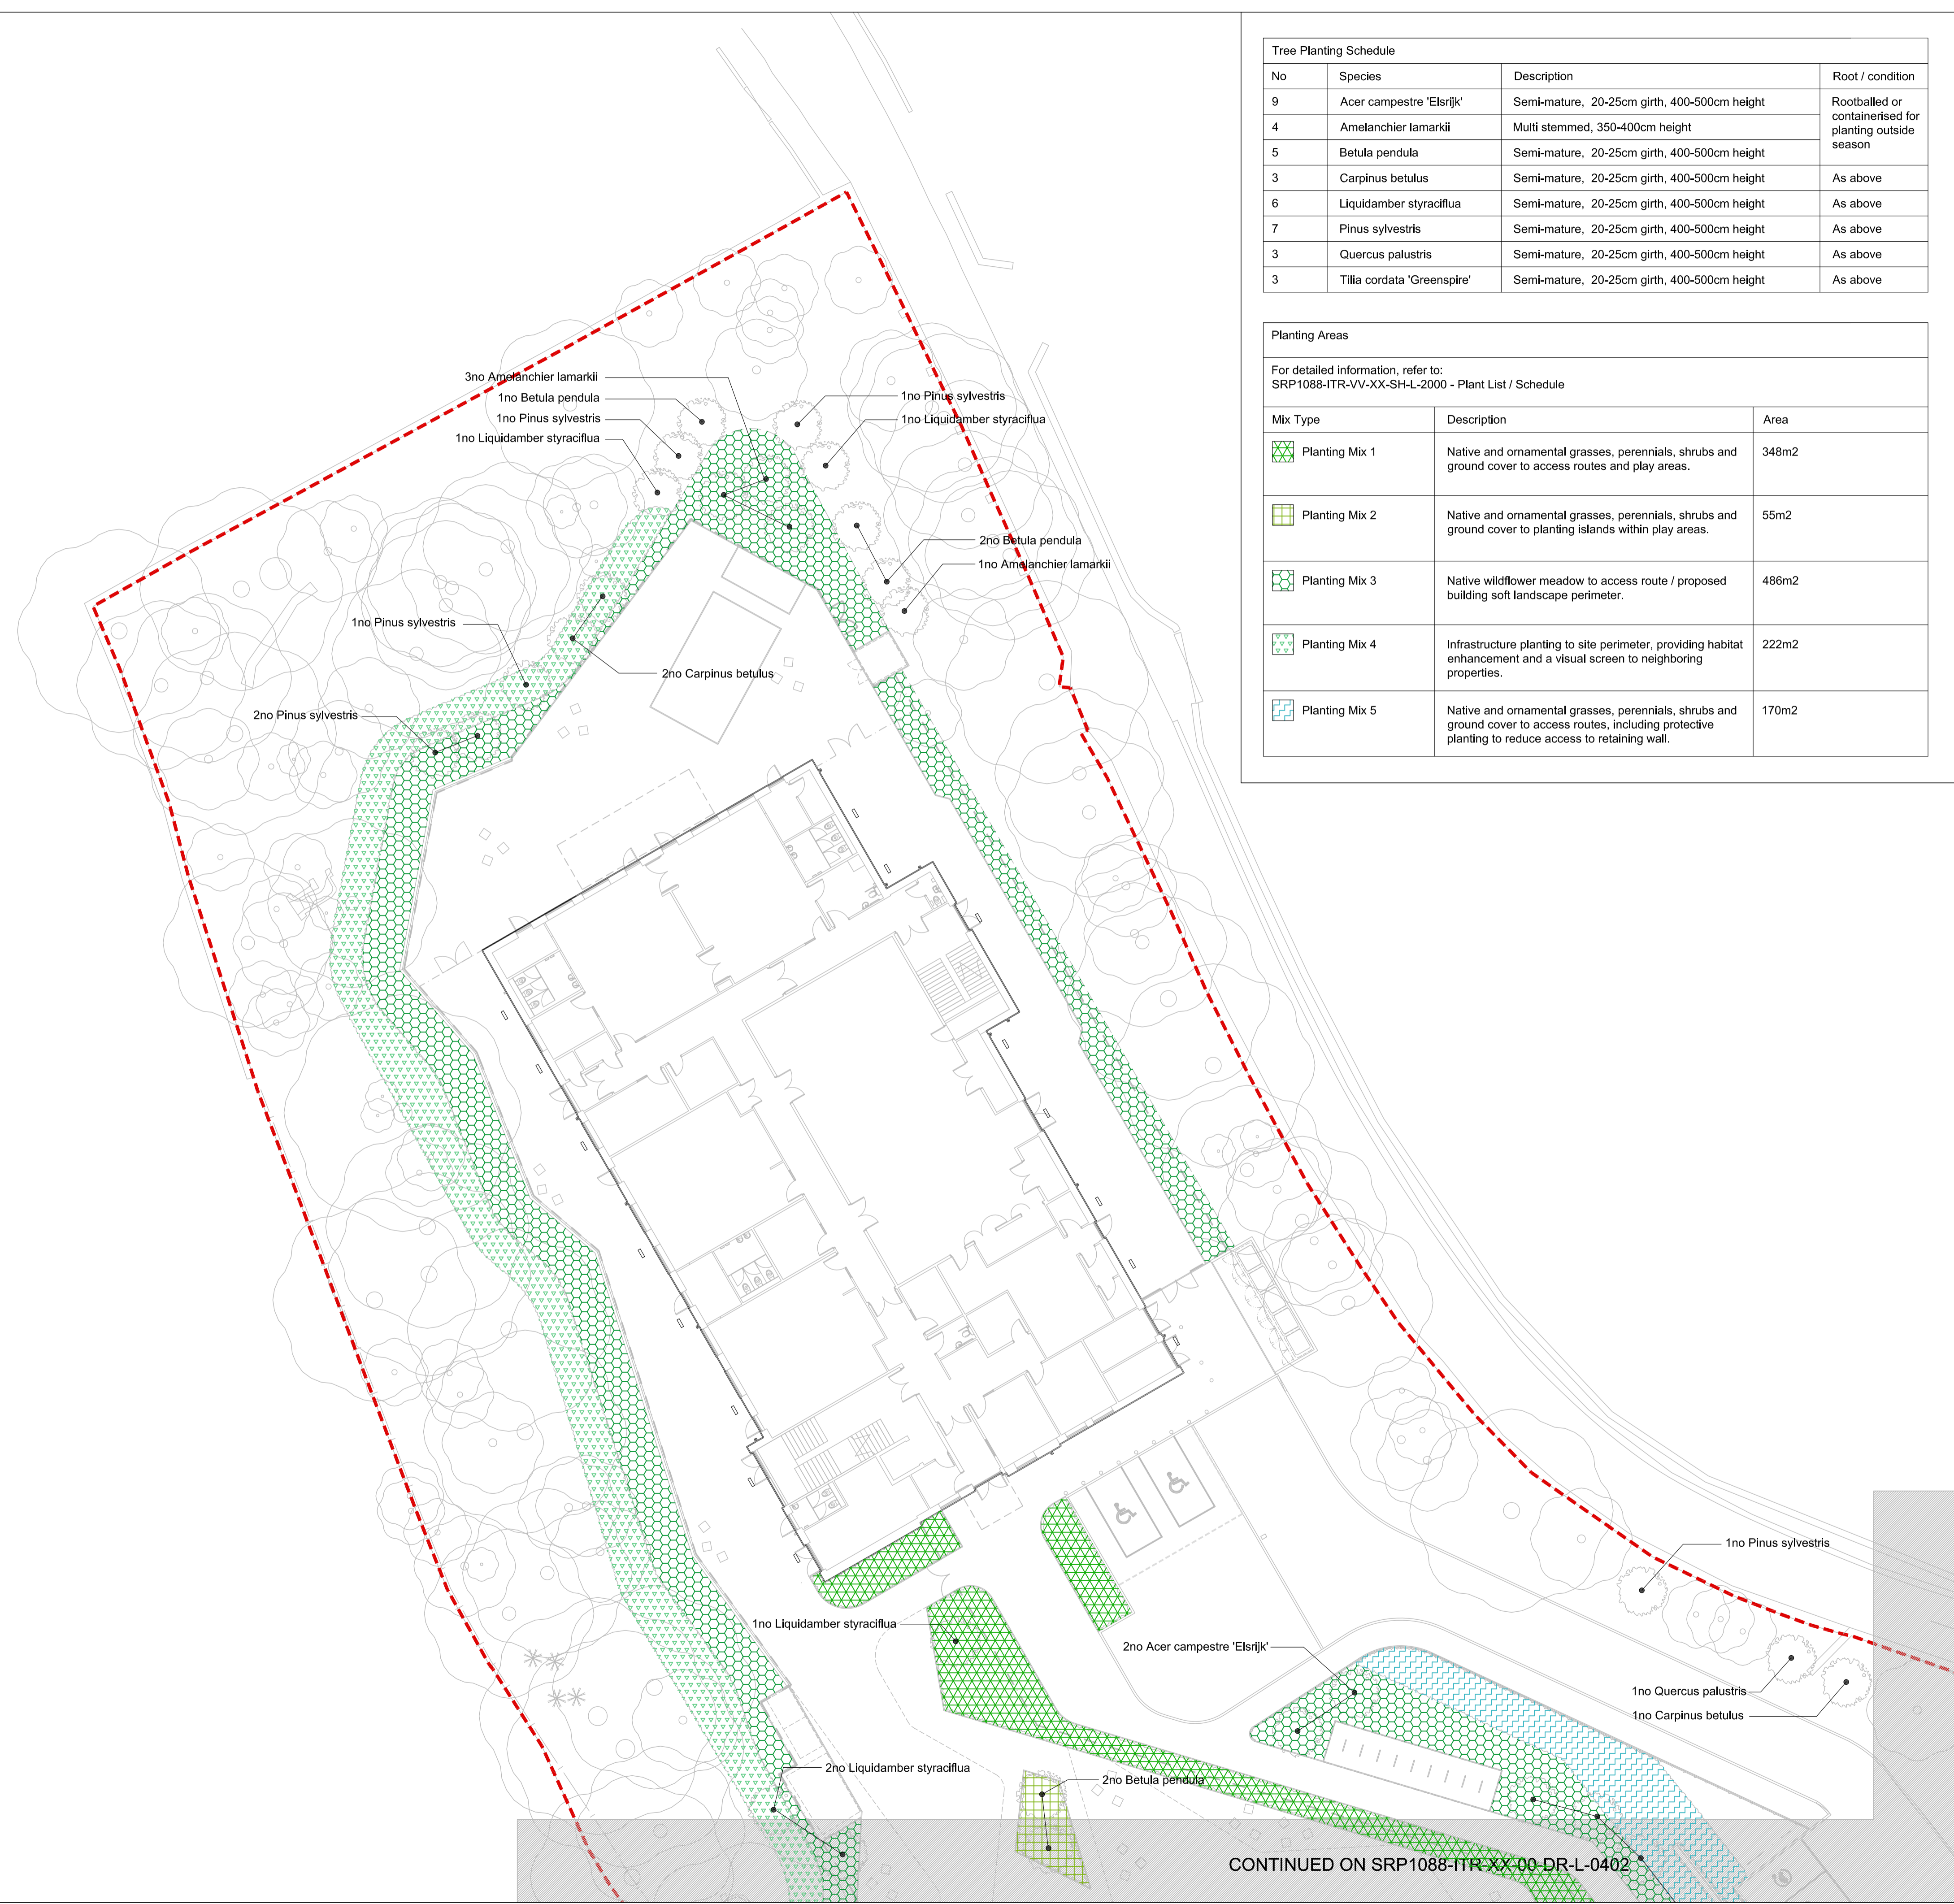 Tree Planting Schedule
No Species Description Root / condition
9 Acer campestre 'Elsrijk' Semi-mature, 20-25cm girth, 400-500cm height Rootballed or
containerised for
planting outside
season
4 Amelanchier lamarkii Multi stemmed, 350-400cm height
5 Betula pendula Semi-mature, 20-25cm girth, 400-500cm height
3 Carpinus betulus Semi-mature, 20-25cm girth, 400-500cm height As above
6 Liquidamber styraciflua Semi-mature, 20-25cm girth, 400-500cm height As above
7 Pinus sylvestris Semi-mature, 20-25cm girth, 400-500cm height As above
3 Quercus palustris Semi-mature, 20-25cm girth, 400-500cm height As above
3 Tilia cordata 'Greenspire' Semi-mature, 20-25cm girth, 400-500cm height As above
Planting Areas
For detailed information, refer to:
SRP1088-ITR-VV-XX-SH-L-2000 - Plant List / Schedule
Mix Type Description Area
Planting Mix 1 Native and ornamental grasses, perennials, shrubs and 348m2
ground cover to access routes and play areas.
Planting Mix 2 Native and ornamental grasses, perennials, shrubs and 55m2
ground cover to planting islands within play areas.
Planting Mix 3 Native wildflower meadow to access route / proposed 486m2
building soft landscape perimeter.
Planting Mix 4 Infrastructure planting to site perimeter, providing habitat 222m2
enhancement and a visual screen to neighboring
properties.
Planting Mix 5 Native and ornamental grasses, perennials, shrubs and 170m2
ground cover to access routes, including protective
planting to reduce access to retaining wall.
3no Amelanchier lamarkii
1no Betula pendula
1no Pinus sylvestris
1no Liquidamber styraciflua
1no Pinus sylvestris
1no Liquidamber styraciflua
2no Betula pendula
1no Amelanchier lamarkii
1no Pinus sylvestris
2no Carpinus betulus
2no Pinus sylvestris
1no Pinus sylvestris
1no Liquidamber styraciflua
2no Acer campestre 'Elsrijk'
1no Quercus palustris
1no Carpinus betulus
2no Liquidamber styraciflua
2no Betula pendula
CONTINUED ON SRP1088-ITR-XX-00-DR-L-0402